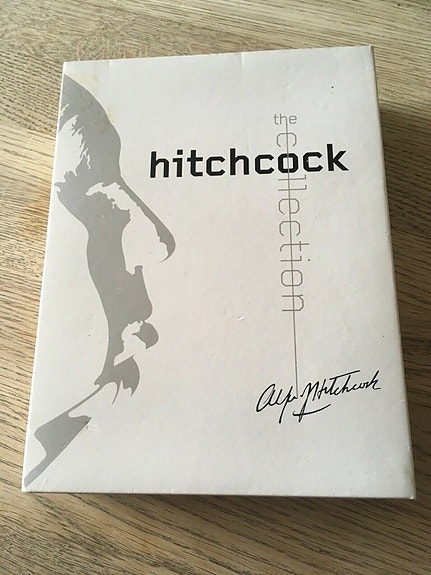 the
hitchcock
collection
Alfred Hitchcock